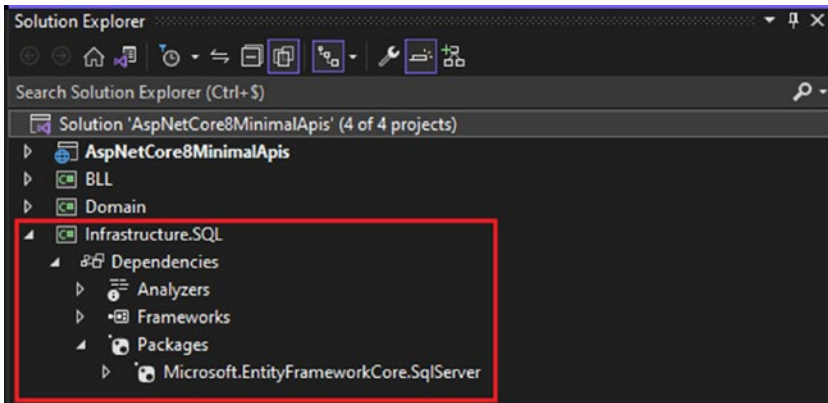 Solution Explorer
Search Solution Explorer (Ctrl+$)
Solution 'AspNetCore8MinimalApis' (4 of 4 projects)
AspNetCore8MinimalApis
C# BLL
C# Domain
C# Infrastructure.SQL
Dependencies
Analyzers
Frameworks
Packages
Microsoft.EntityFrameworkCore.SqlServer